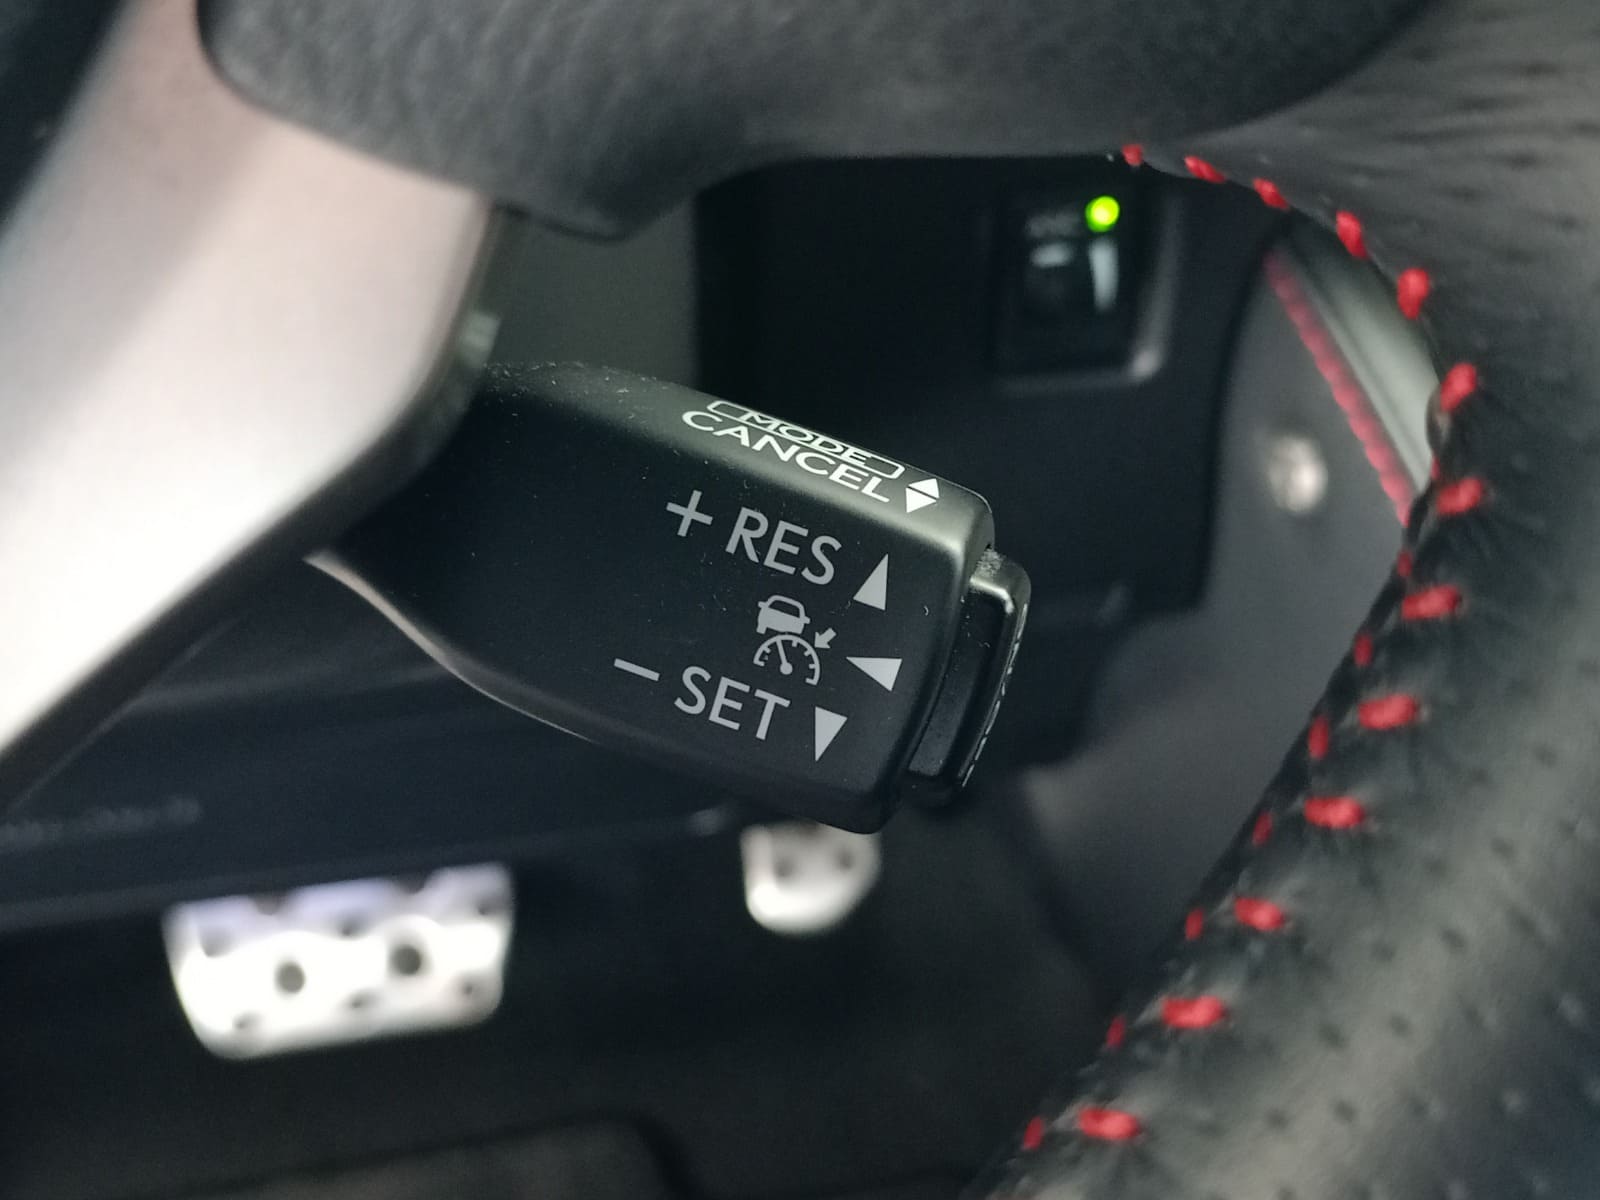 MODE
CANCEL
+ RES
− SET